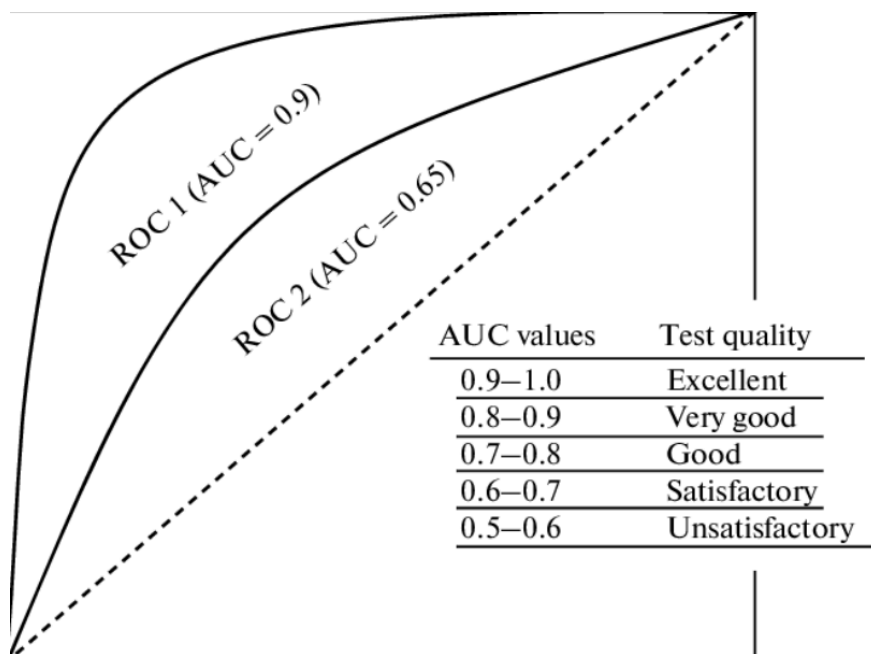 ROC 1 (AUC = 0.9)
ROC 2 (AUC = 0.65)
AUC values Test quality
0.9–1.0 Excellent
0.8–0.9 Very good
0.7–0.8 Good
0.6–0.7 Satisfactory
0.5–0.6 Unsatisfactory